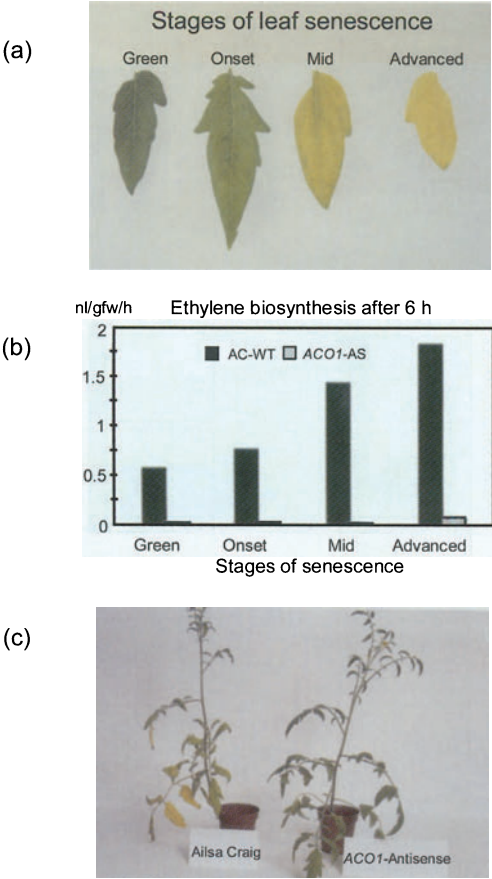 (a)
Stages of leaf senescence
Green Onset Mid Advanced
(b)
nl/gfw/h Ethylene biosynthesis after 6 h
2
AC-WT ACO1-AS
1.5
1
0.5
0
Green Onset Mid Advanced
Stages of senescence
(c)
Ailsa Craig
ACO1-Antisense